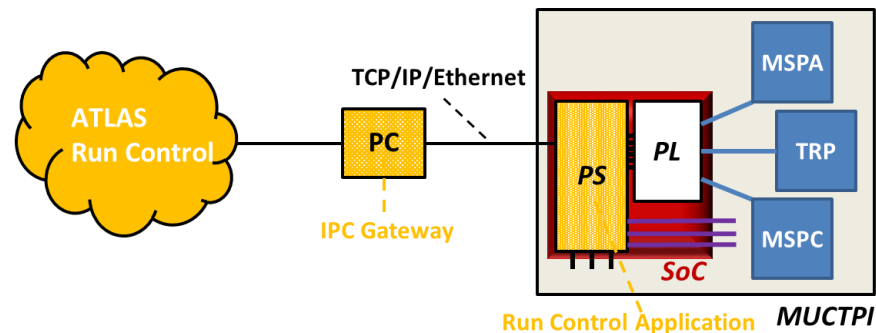 ATLAS
Run Control
TCP/IP/Ethernet
PC
IPC Gateway
PS
PL
MSPA
TRP
MSPC
SoC
Run Control Application
MUCTPI